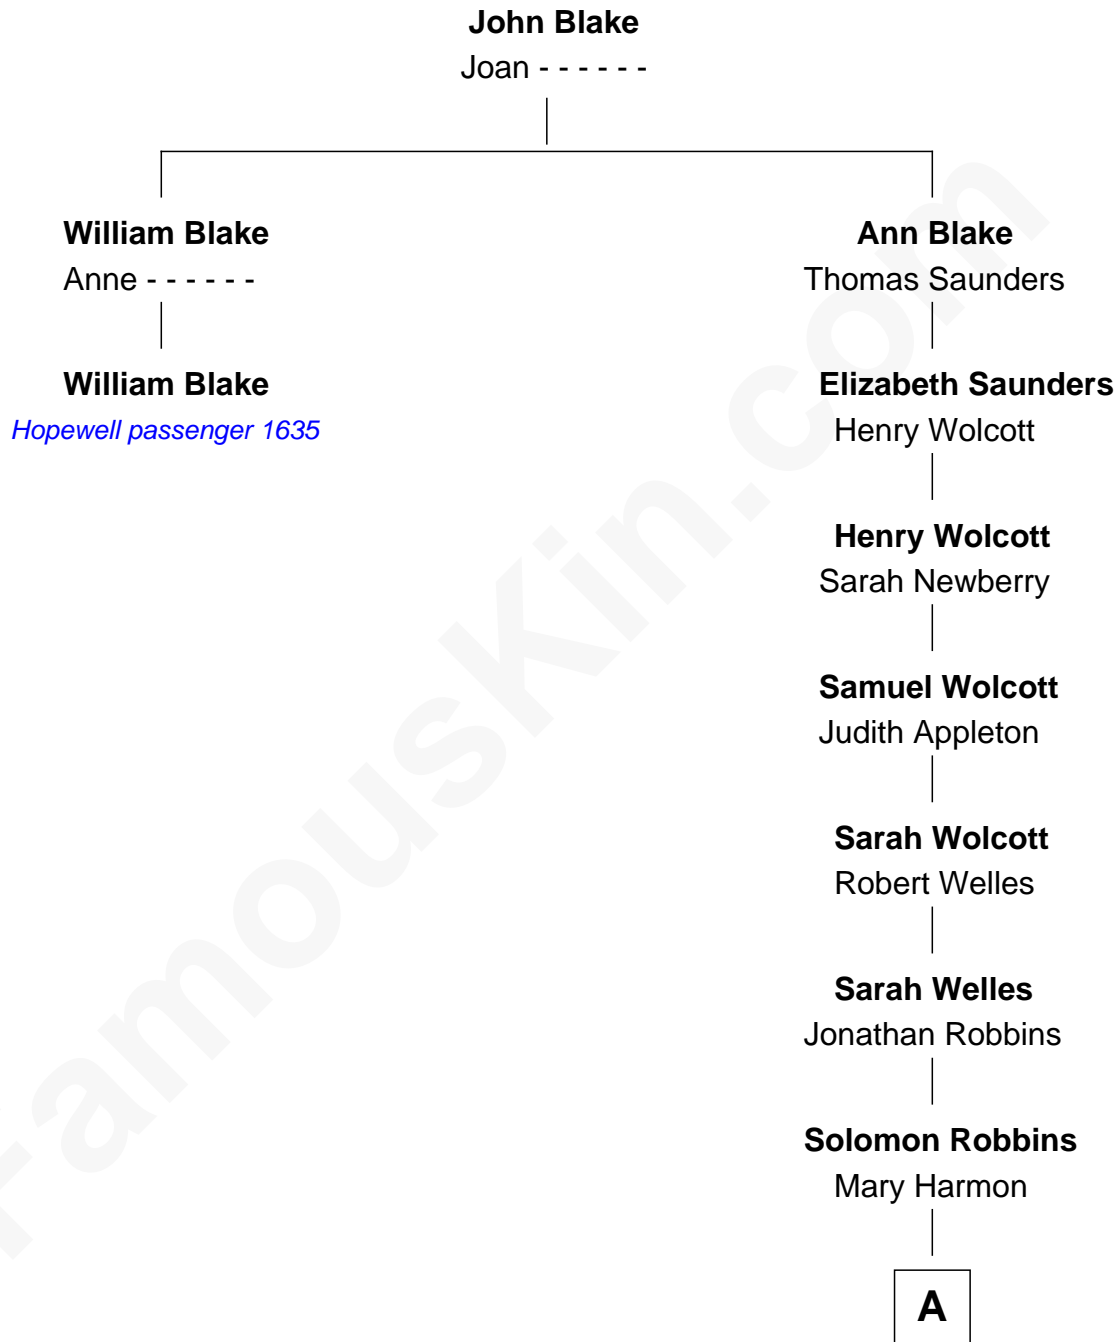 John Blake
Joan - - - - - -
William Blake
Anne - - - - - -
William Blake
Hopewell passenger 1635
Ann Blake
Thomas Saunders
Elizabeth Saunders
Henry Wolcott
Henry Wolcott
Sarah Newberry
Samuel Wolcott
Judith Appleton
Sarah Wolcott
Robert Welles
Sarah Welles
Jonathan Robbins
Solomon Robbins
Mary Harmon
A
FamousKin.com